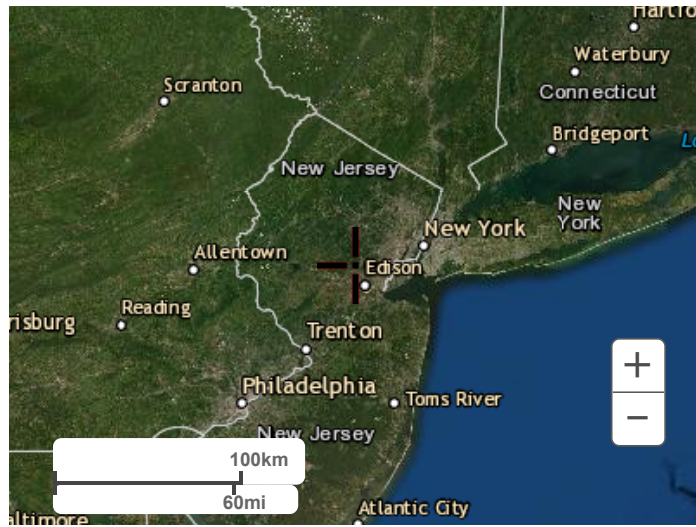 Hartfo
Waterbury
Scranton
Connecticut
Bridgeport
Lo
New Jersey
New
York
New York
Allentown
Edison
Reading
risburg
Trenton
+
Philadelphia
Toms River
−
New Jersey
100km
60mi
Atlantic City
altimore